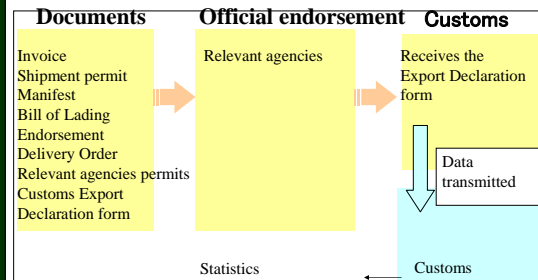 Documents
Invoice
Shipment permit
Manifest
Bill of Lading
Endorsement
Delivery Order
Relevant agencies permits
Customs Export
Declaration form
Official endorsement
Relevant agencies
Customs
Receives the
Export Declaration
form
Data
transmitted
Customs
Statistics